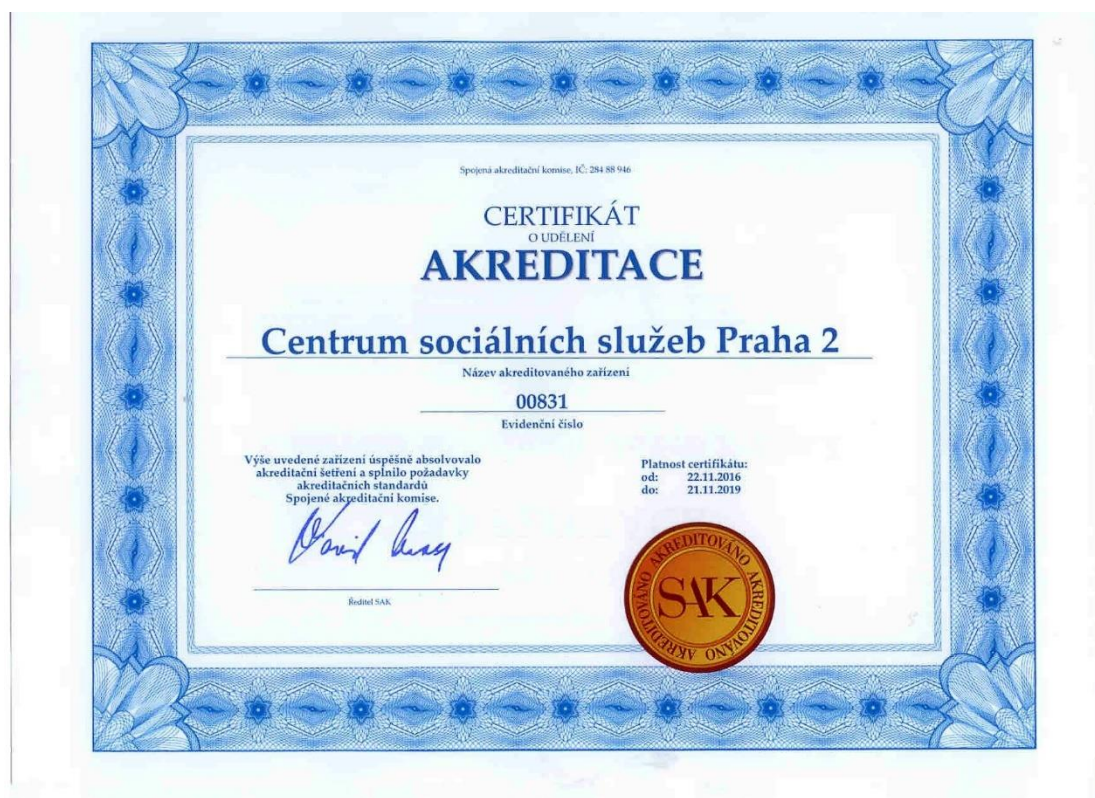 Spojená akreditační komise, IČ: 284 88 946
CERTIFIKÁT
O UDĚLENÍ
AKREDITACE
Centrum sociálních služeb Praha 2
Název akreditovaného zařízení
00831
Evidenční číslo
Výše uvedené zařízení úspěšně absolvovalo
akreditační šetření a splnilo požadavky
akreditačních standardů
Spojené akreditační komise.
Platnost certifikátu:
od: 22.11.2016
do: 21.11.2019
David
Ředitel SAK
AKREDITOVÁNO AKREDITOVÁNO AKREDITOVÁNO
SAK